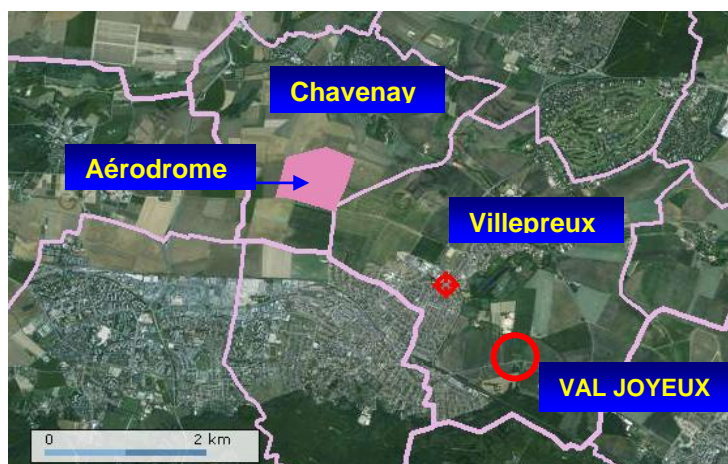 Chavenay
Aérodrome
Villepreux
VAL JOYEUX
0 2 km